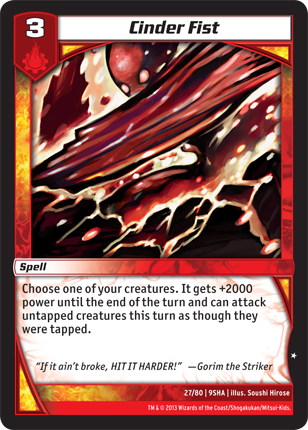 3
Cinder Fist
Spell
Choose one of your creatures. It gets +2000
power until the end of the turn and can attack
untapped creatures this turn as though they
were tapped.
"If it ain't broke, HIT IT HARDER!" —Gorim the Striker
27/80 | 9SHA | illus. Soushi Hirose
TM & © 2013 Wizards of the Coast/Shogakukan/Mitsui-Kids.